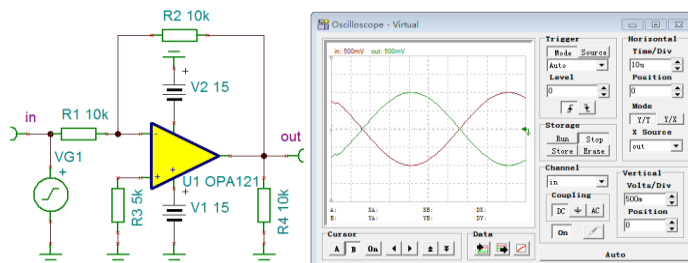 R2 10k
V2 15
in
R1 10k
VG1
+
-
+
+
U1 OPA121
out
R3 5k
V1 15
R4 10k
Oscilloscope - Virtual
in: 500mV out: 500mV
A: XA: XB: DX:
B: YA: YB: DY:
Cursor
A B On
Data
Trigger
Mode Source
Auto
Level
0
Storage
Run Stop
Store Erase
Channel
in
Coupling
DC AC
On
Horizontal
Time/Div
10u
Position
0
Mode
Y/T Y/X
X Source
out
Vertical
Volts/Div
500m
Position
0
Auto